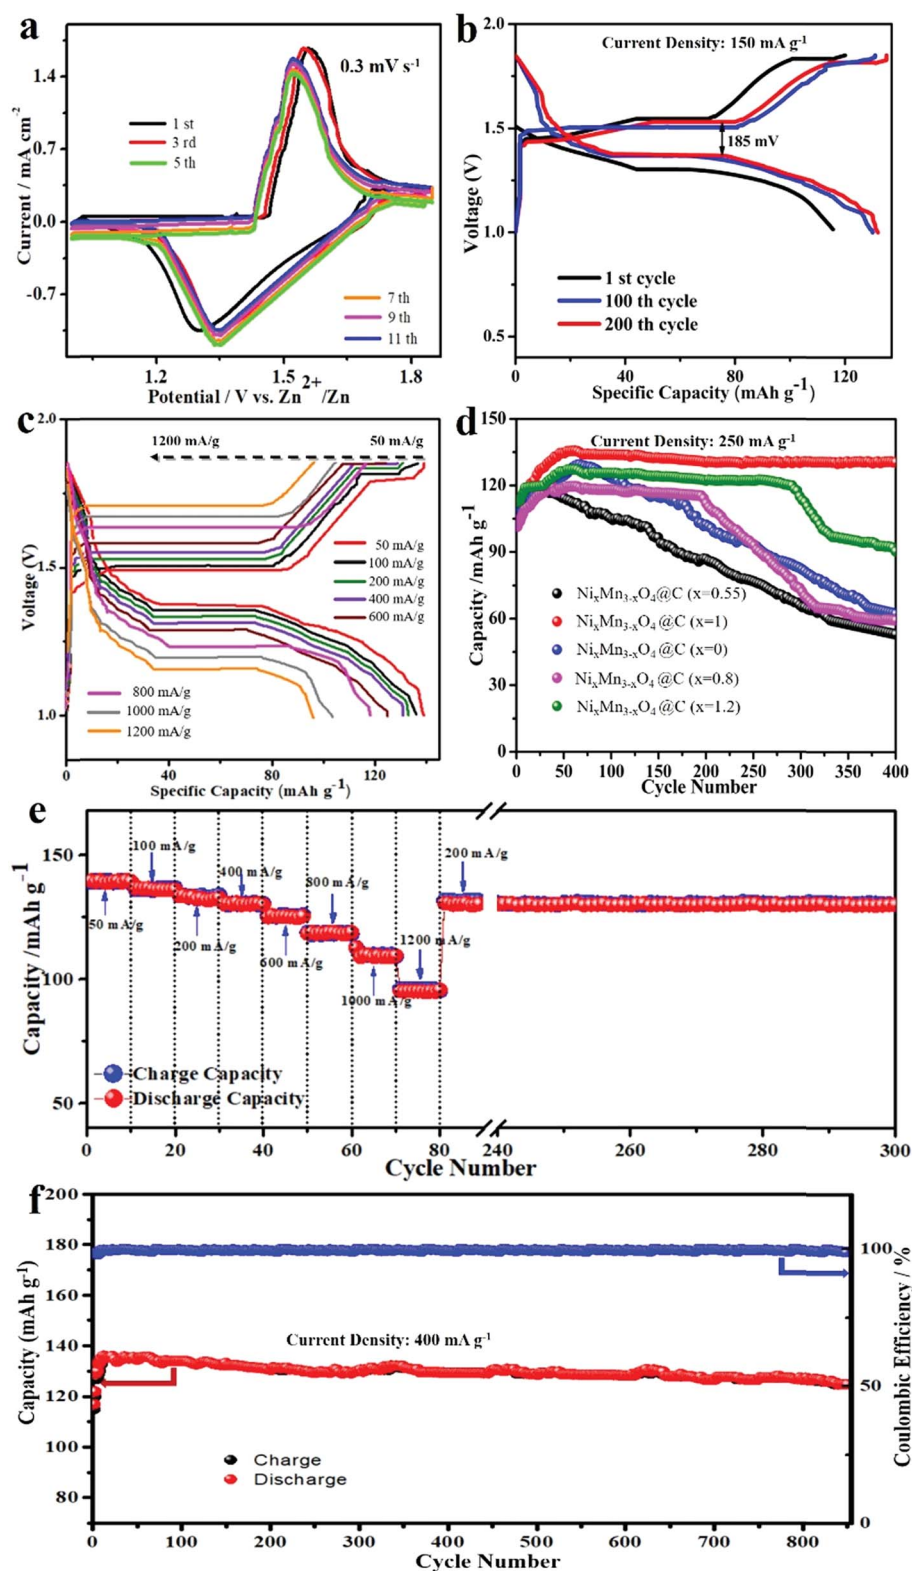 a
Current / mA cm-2
1.4
0.7
0.0
-0.7
0.3 mV s-1
1 st
3 rd
5 th
7 th
9 th
11 th
1.2
1.5
1.8
Potential / V vs. Zn2+/Zn
b
Voltage (V)
2.0
1.5
1.0
0.5
Current Density: 150 mA g-1
185 mV
1 st cycle
100 th cycle
200 th cycle
0
40
80
120
Specific Capacity (mAh g-1)
c
Voltage (V)
2.0
1.5
1.0
1200 mA/g
50 mA/g
50 mA/g
100 mA/g
200 mA/g
400 mA/g
600 mA/g
800 mA/g
1000 mA/g
1200 mA/g
0
40
80
120
Specific Capacity (mAh g-1)
d
Capacity /mAh g-1
150
120
90
60
30
0
Current Density: 250 mA g-1
NixMn3-xO4@C (x=0.55)
NixMn3-xO4@C (x=1)
NixMn3-xO4@C (x=0)
NixMn3-xO4@C (x=0.8)
NixMn3-xO4@C (x=1.2)
0
50
100
150
200
250
300
350
400
Cycle Number
e
Capacity /mAh g-1
150
100
50
50 mA/g
100 mA/g
200 mA/g
400 mA/g
600 mA/g
800 mA/g
1000 mA/g
1200 mA/g
200 mA/g
Charge Capacity
Discharge Capacity
0
20
40
60
80
240
260
280
300
Cycle Number
f
Capacity (mAh g-1)
200
180
160
140
120
100
80
Current Density: 400 mA g-1
Charge
Discharge
100
50
0
Coulombic Efficiency / %
0
100
200
300
400
500
600
700
800
Cycle Number